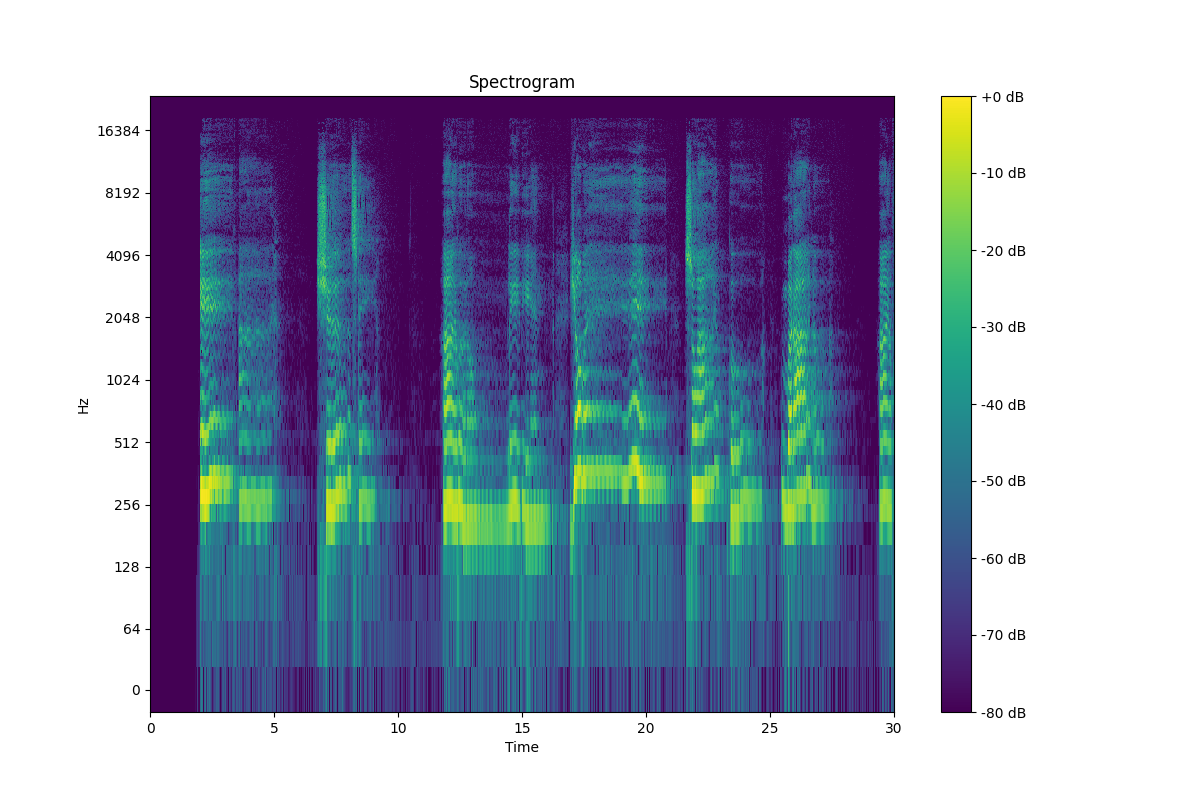 Spectrogram
+0 dB
16384
-10 dB
8192
-20 dB
4096
-30 dB
2048
1024
-40 dB
Hz
512
-50 dB
256
-60 dB
128
64
-70 dB
0
-80 dB
0 5 10 15 20 25 30
Time